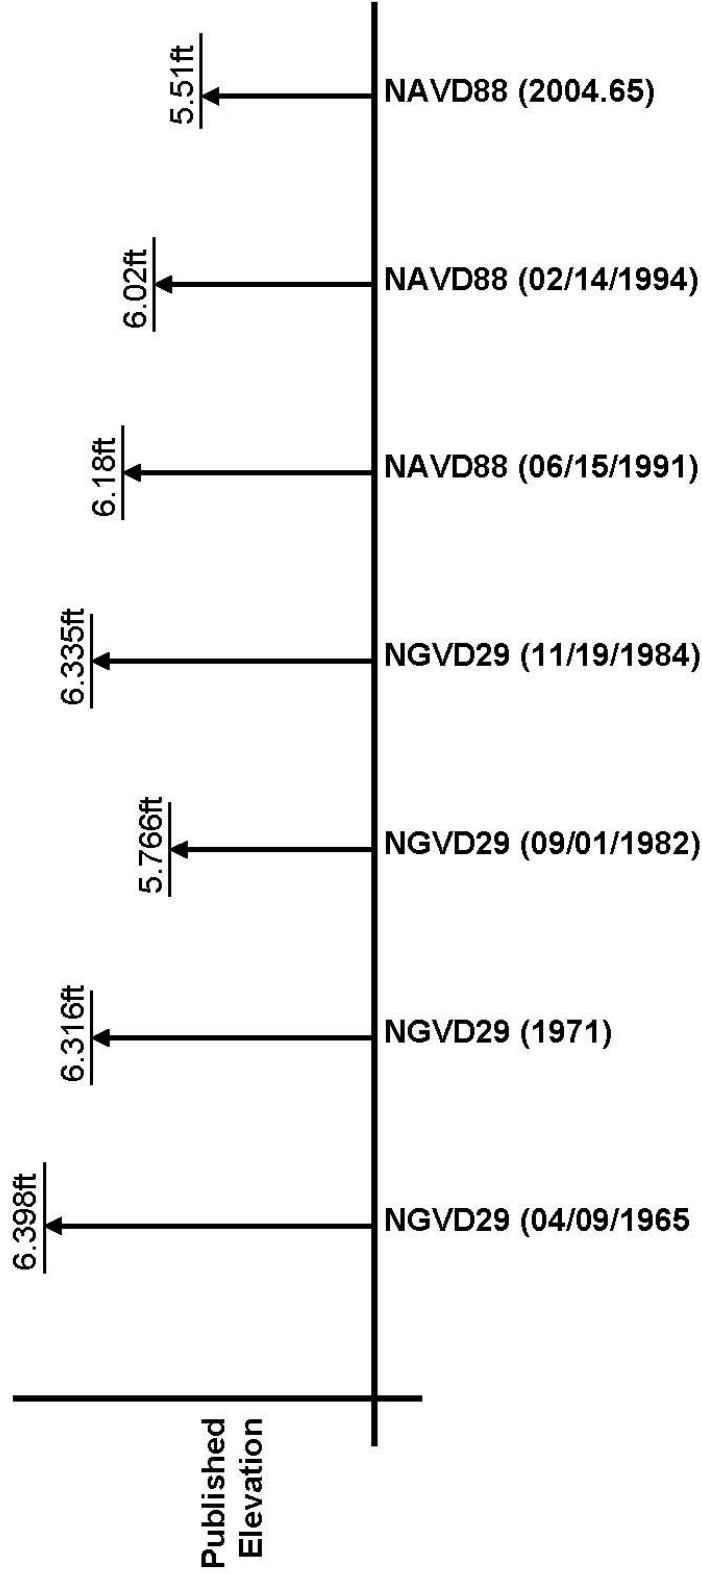 5.51ft
NAVD88 (2004.65)
6.02ft
NAVD88 (02/14/1994)
6.18ft
NAVD88 (06/15/1991)
6.335ft
NGVD29 (11/19/1984)
5.766ft
NGVD29 (09/01/1982)
6.316ft
NGVD29 (1971)
6.398ft
NGVD29 (04/09/1965
Published
Elevation